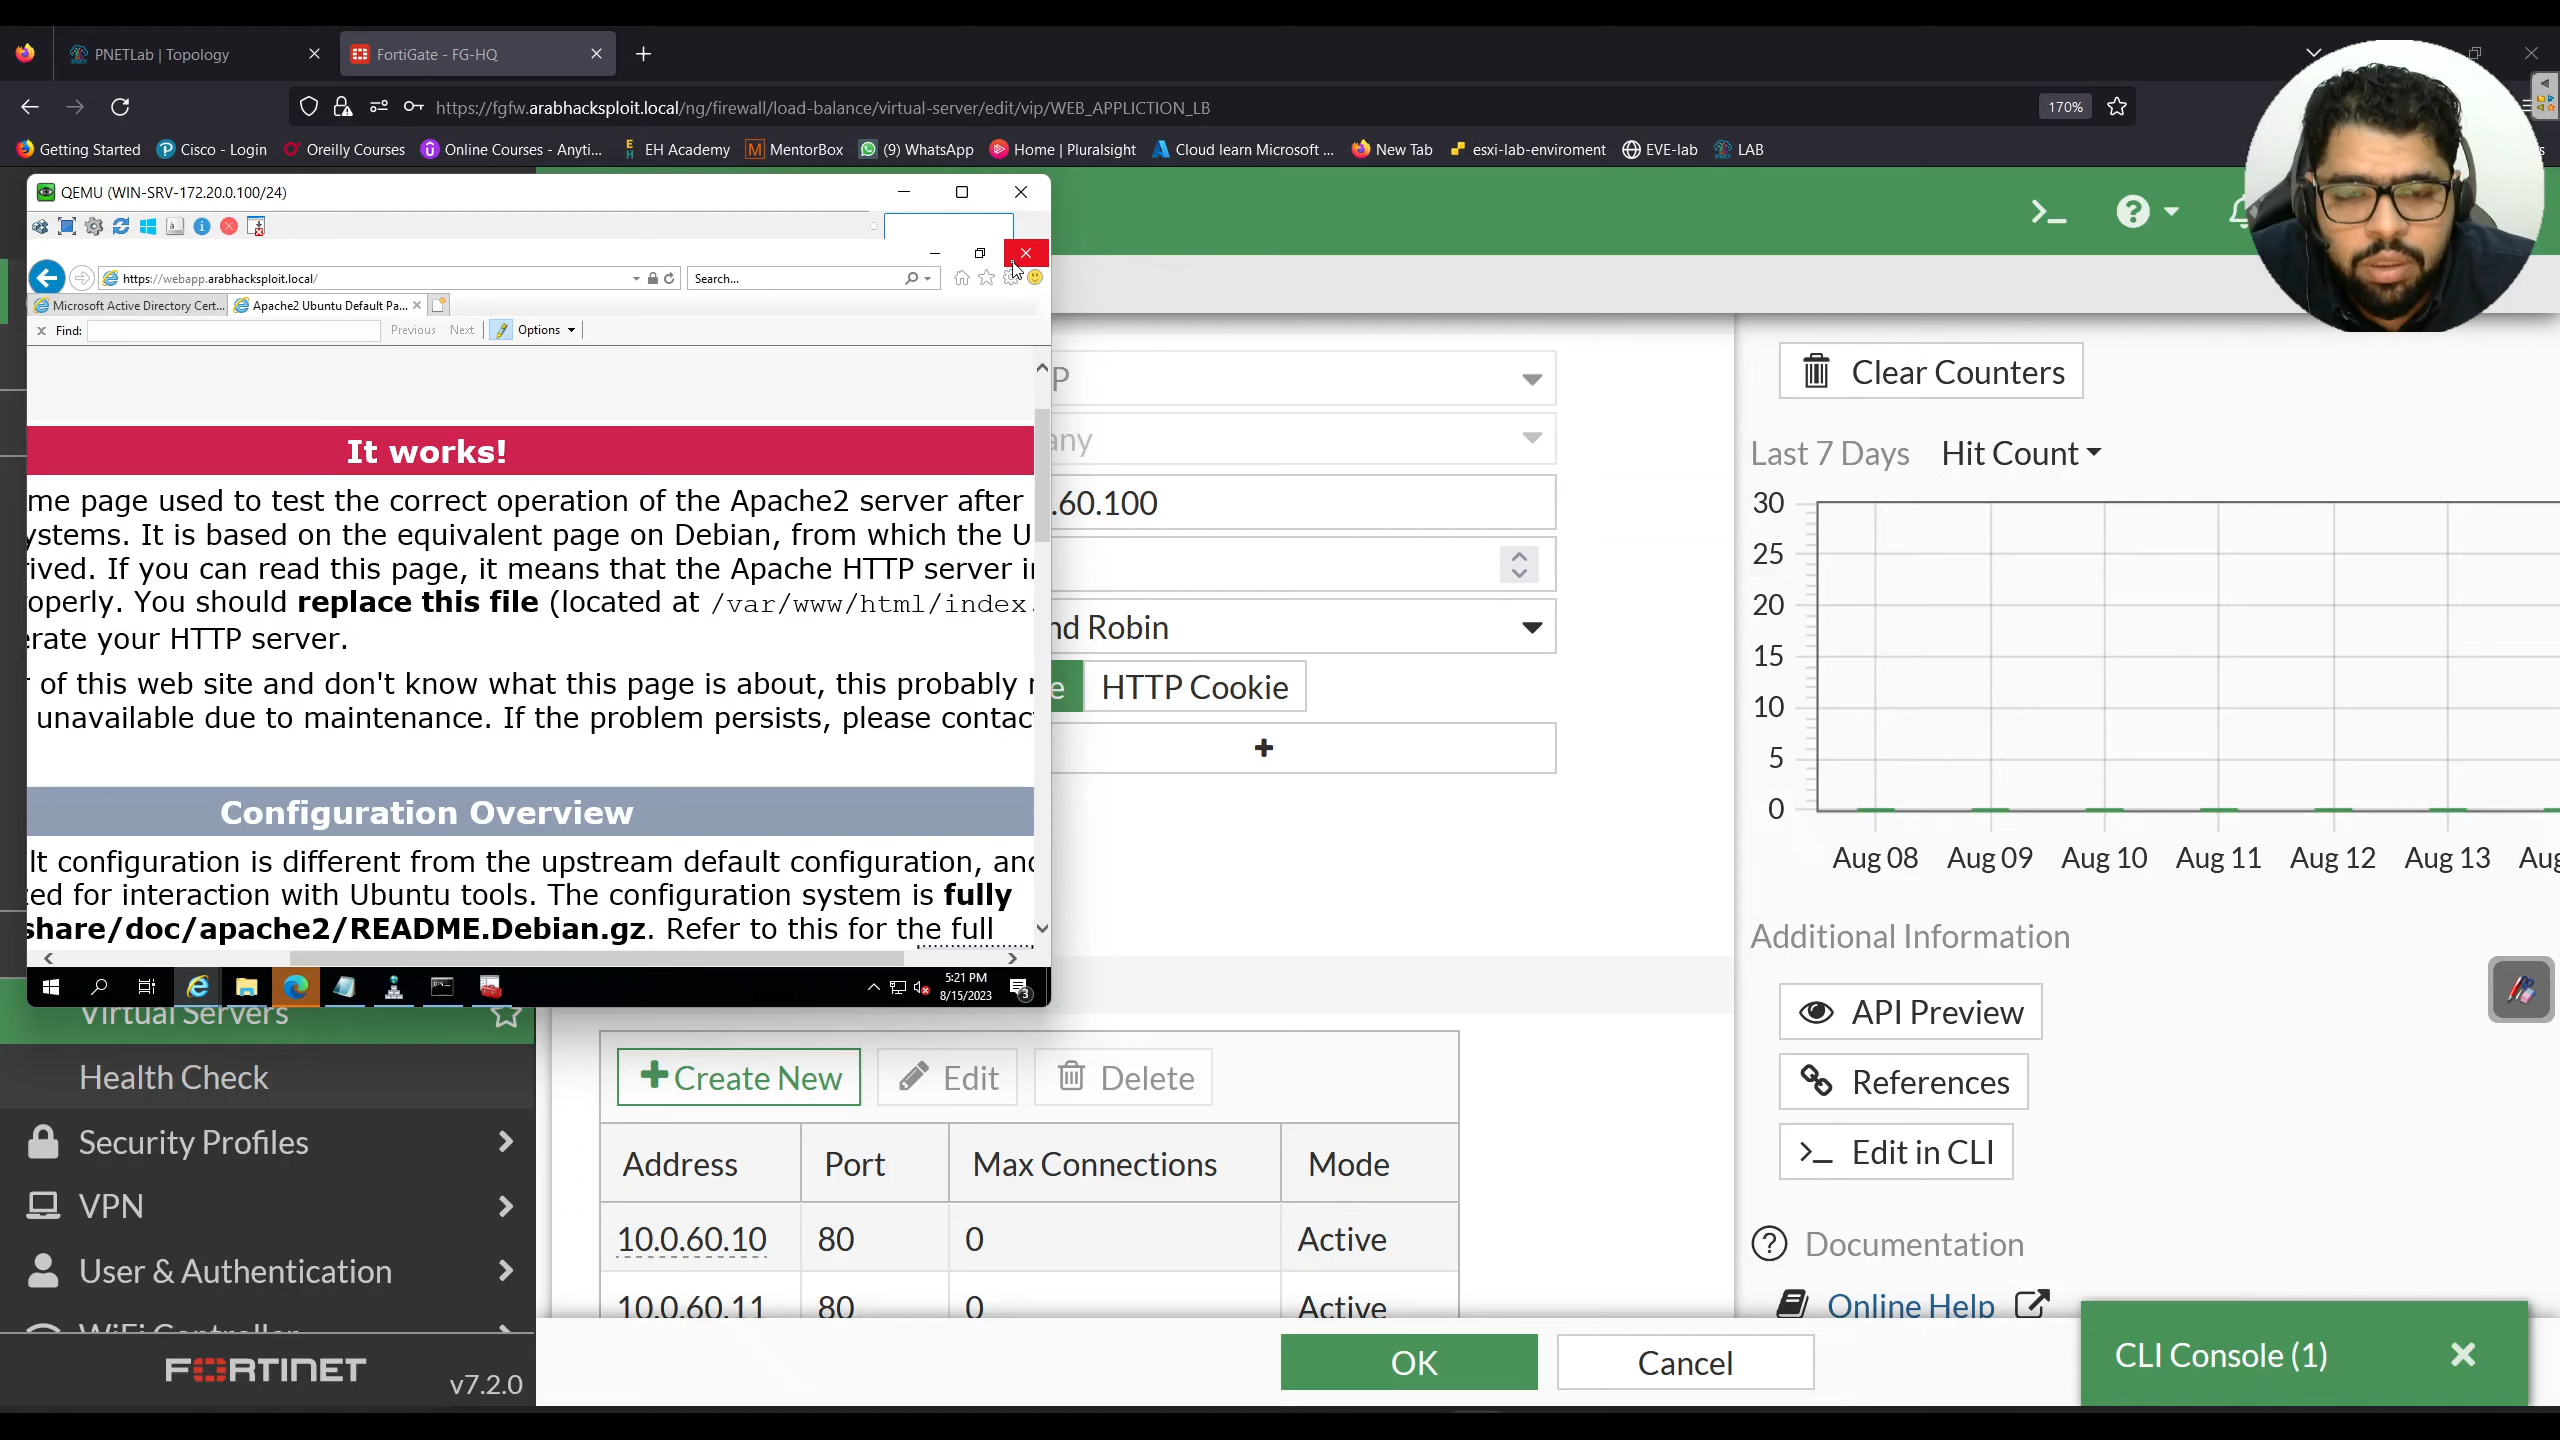 PNETLab | Topology
FortiGate - FG-HQ
https://fgfw.arabhacksploit.local/ng/firewall/load-balance/virtual-server/edit/vip/WEB_APPLICTION_LB
170%
Getting Started
Cisco - Login
Oreilly Courses
Online Courses - Anyti...
EH Academy
MentorBox
(9) WhatsApp
Home | Pluralsight
Cloud learn Microsoft ...
New Tab
esxi-lab-enviroment
EVE-lab
LAB
QEMU (WIN-SRV-172.20.0.100/24)
https://webapp.arabhacksploit.local/
Search...
Microsoft Active Directory Cert...
Apache2 Ubuntu Default Pa...
x Find:
Previous
Next
Options
It works!
me page used to test the correct operation of the Apache2 server after
ystems. It is based on the equivalent page on Debian, from which the U
rived. If you can read this page, it means that the Apache HTTP server in
operly. You should replace this file (located at /var/www/html/index.
erate your HTTP server.
r of this web site and don't know what this page is about, this probably
unavailable due to maintenance. If the problem persists, please contact
Configuration Overview
lt configuration is different from the upstream default configuration, and
ed for interaction with Ubuntu tools. The configuration system is fully
share/doc/apache2/README.Debian.gz. Refer to this for the full
5:21 PM
8/15/2023
3
P
any
.60.100
nd Robin
e
HTTP Cookie
+
Clear Counters
Last 7 Days
Hit Count
30
25
20
15
10
5
0
Aug 08
Aug 09
Aug 10
Aug 11
Aug 12
Aug 13
Aug
Additional Information
API Preview
References
Edit in CLI
Documentation
Online Help
CLI Console (1)
Virtual Servers
Health Check
Security Profiles
VPN
User & Authentication
WiFi Controller
FORTINET
v7.2.0
Create New
Edit
Delete
Address Port Max Connections Mode
10.0.60.10 80 0 Active
10.0.60.11 80 0 Active
OK
Cancel